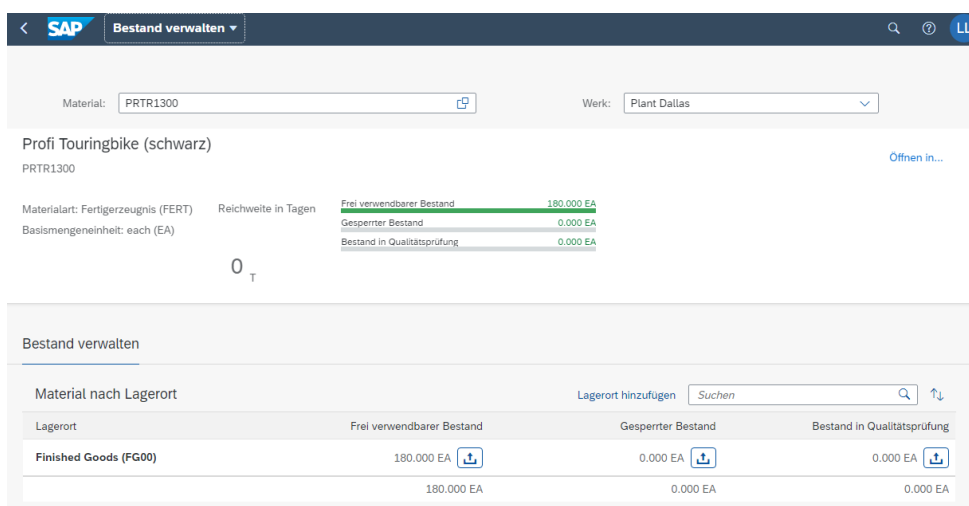 SAP Bestand verwalten
LL
Material: PRTR1300 Werk: Plant Dallas
Profi Touringbike (schwarz)
PRTR1300
Öffnen in...
Materialart: Fertigerzeugnis (FERT)
Basismengeneinheit: each (EA)
Reichweite in Tagen
0 T
Frei verwendbarer Bestand 180.000 EA
Gesperrter Bestand 0.000 EA
Bestand in Qualitätsprüfung 0.000 EA
Bestand verwalten
Material nach Lagerort Lagerort hinzufügen Suchen
Lagerort Frei verwendbarer Bestand Gesperrter Bestand Bestand in Qualitätsprüfung
Finished Goods (FG00) 180.000 EA 0.000 EA 0.000 EA
180.000 EA 0.000 EA 0.000 EA